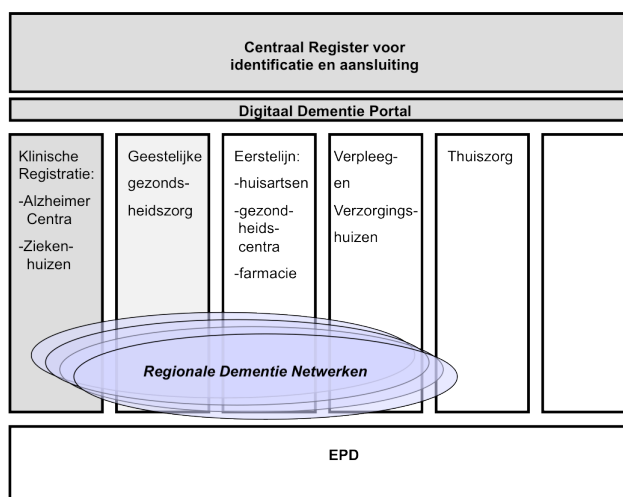 Centraal Register voor
identificatie en aansluiting
Digitaal Dementie Portal
Klinische
Registratie:
-Alzheimer
Centra
-Zieken-
huizen
Geestelijke
gezonds-
heidszorg
Eerstelijn:
-huisartsen
-gezond-
heids-
centra
-farmacie
Verpleeg-
en
Verzorgings-
huizen
Thuiszorg
Regionale Dementie Netwerken
EPD